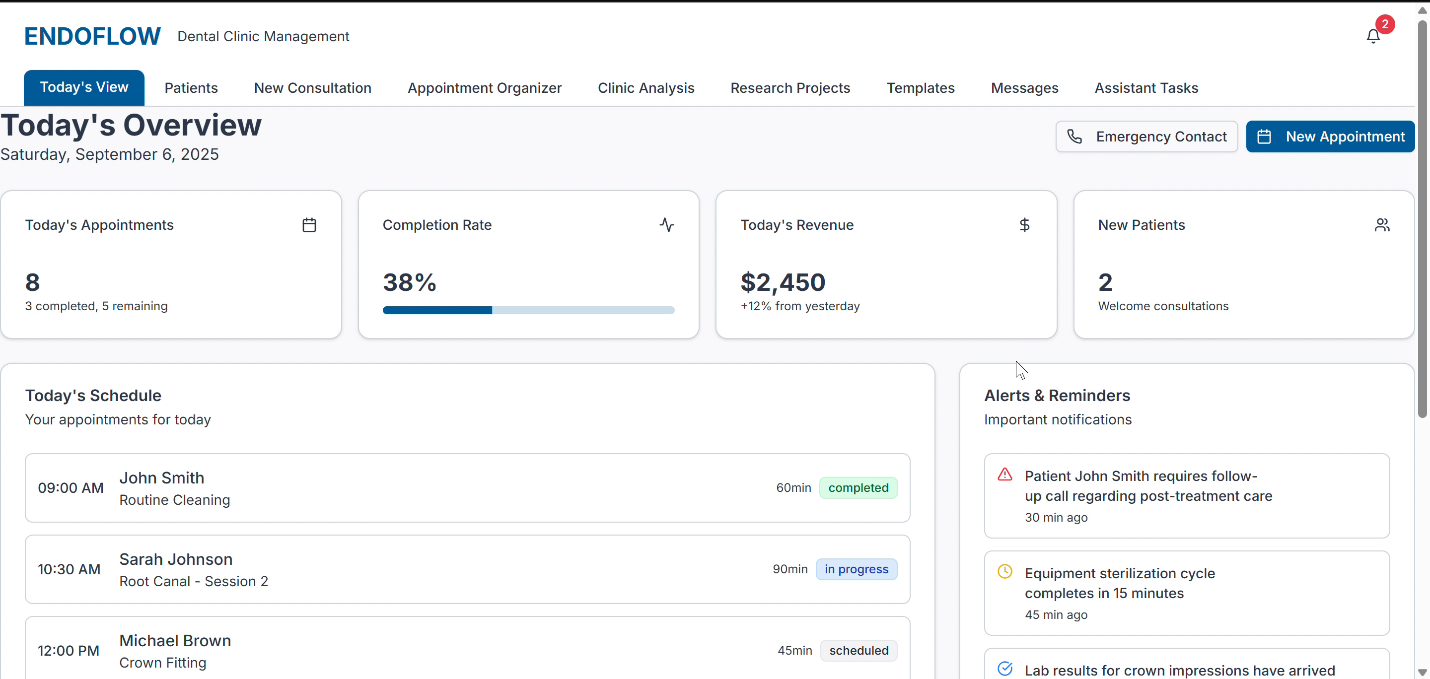 ENDOFLOW Dental Clinic Management
2
Today's View Patients New Consultation Appointment Organizer Clinic Analysis Research Projects Templates Messages Assistant Tasks
Today's Overview
Saturday, September 6, 2025
Emergency Contact
New Appointment
Today's Appointments
8
3 completed, 5 remaining
Completion Rate
38%
Today's Revenue
$
$2,450
+12% from yesterday
New Patients
2
Welcome consultations
Today's Schedule
Your appointments for today
09:00 AM
John Smith
Routine Cleaning
60min completed
10:30 AM
Sarah Johnson
Root Canal - Session 2
90min in progress
12:00 PM
Michael Brown
Crown Fitting
45min scheduled
Alerts & Reminders
Important notifications
Patient John Smith requires follow-
up call regarding post-treatment care
30 min ago
Equipment sterilization cycle
completes in 15 minutes
45 min ago
Lab results for crown impressions have arrived